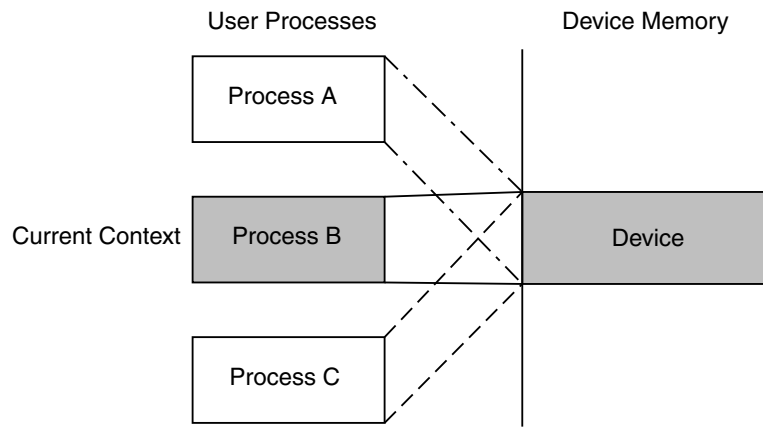 User Processes
Device Memory
Process A
Current Context
Process B
Device
Process C